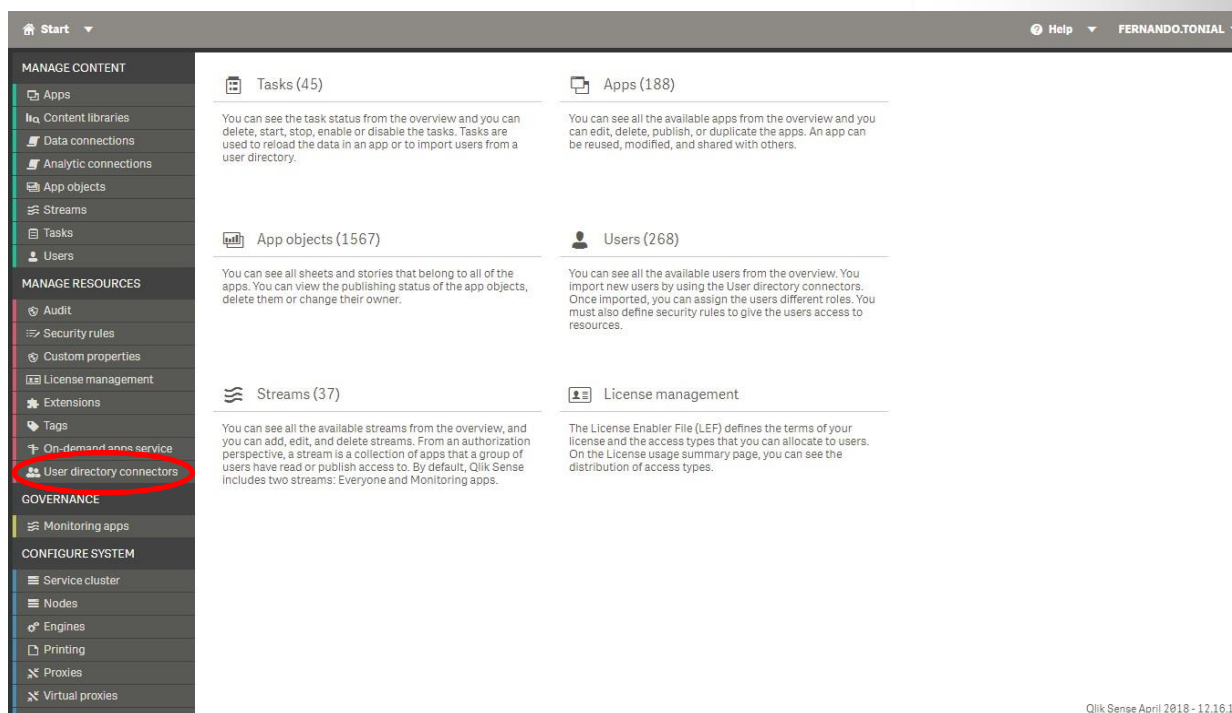 Start
Help
FERNANDO.TONIAL
MANAGE CONTENT
Apps
Content libraries
Data connections
Analytic connections
App objects
Streams
Tasks
Users
MANAGE RESOURCES
Audit
Security rules
Custom properties
License management
Extensions
Tags
On-demand apps service
User directory connectors
GOVERNANCE
Monitoring apps
CONFIGURE SYSTEM
Service cluster
Nodes
Engines
Printing
Proxies
Virtual proxies
Tasks (45)
You can see the task status from the overview and you can
delete, start, stop, enable or disable the tasks. Tasks are
used to reload the data in an app or to import users from a
user directory.
Apps (188)
You can see all the available apps from the overview and you
can edit, delete, publish, or duplicate the apps. An app can
be reused, modified, and shared with others.
App objects (1567)
You can see all sheets and stories that belong to all of the
apps. You can view the publishing status of the app objects,
delete them or change their owner.
Users (268)
You can see all the available users from the overview. You
import new users by using the User directory connectors.
Once imported, you can assign the users different roles. You
must also define security rules to give the users access to
resources.
Streams (37)
You can see all the available streams from the overview, and
you can add, edit, and delete streams. From an authorization
perspective, a stream is a collection of apps that a group of
users have read or publish access to. By default, Qlik Sense
includes two streams: Everyone and Monitoring apps.
License management
The License Enabler File (LEF) defines the terms of your
license and the access types that you can allocate to users.
On the License usage summary page, you can see the
distribution of access types.
Qlik Sense April 2018 - 12.16.1